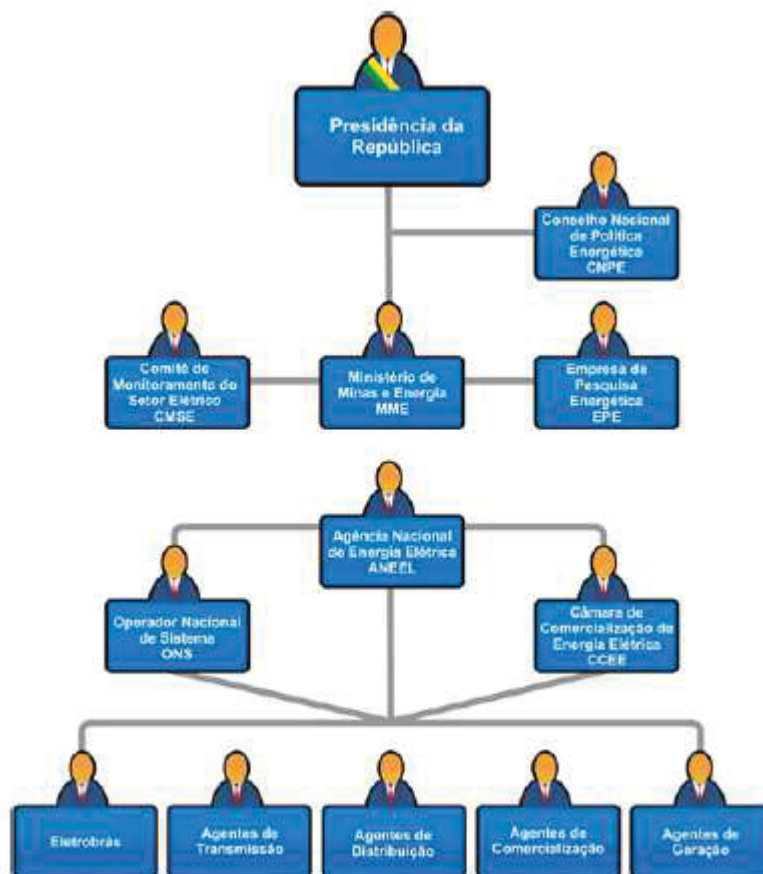 Presidência da
República
Conselho Nacional
de Política
Energética
CNPE
Comitê de
Monitoramento do
Setor Elétrico
CMSE
Ministério de
Minas e Energia
MME
Empresa de
Pesquisa
Energética
EPE
Agência Nacional
de Energia Elétrica
ANEEL
Operador Nacional
de Sistema
ONS
Câmara de
Comercialização de
Energia Elétrica
CCEE
Eletrobrás
Agentes de
Transmissão
Agentes de
Distribuição
Agentes de
Comercialização
Agentes de
Geração